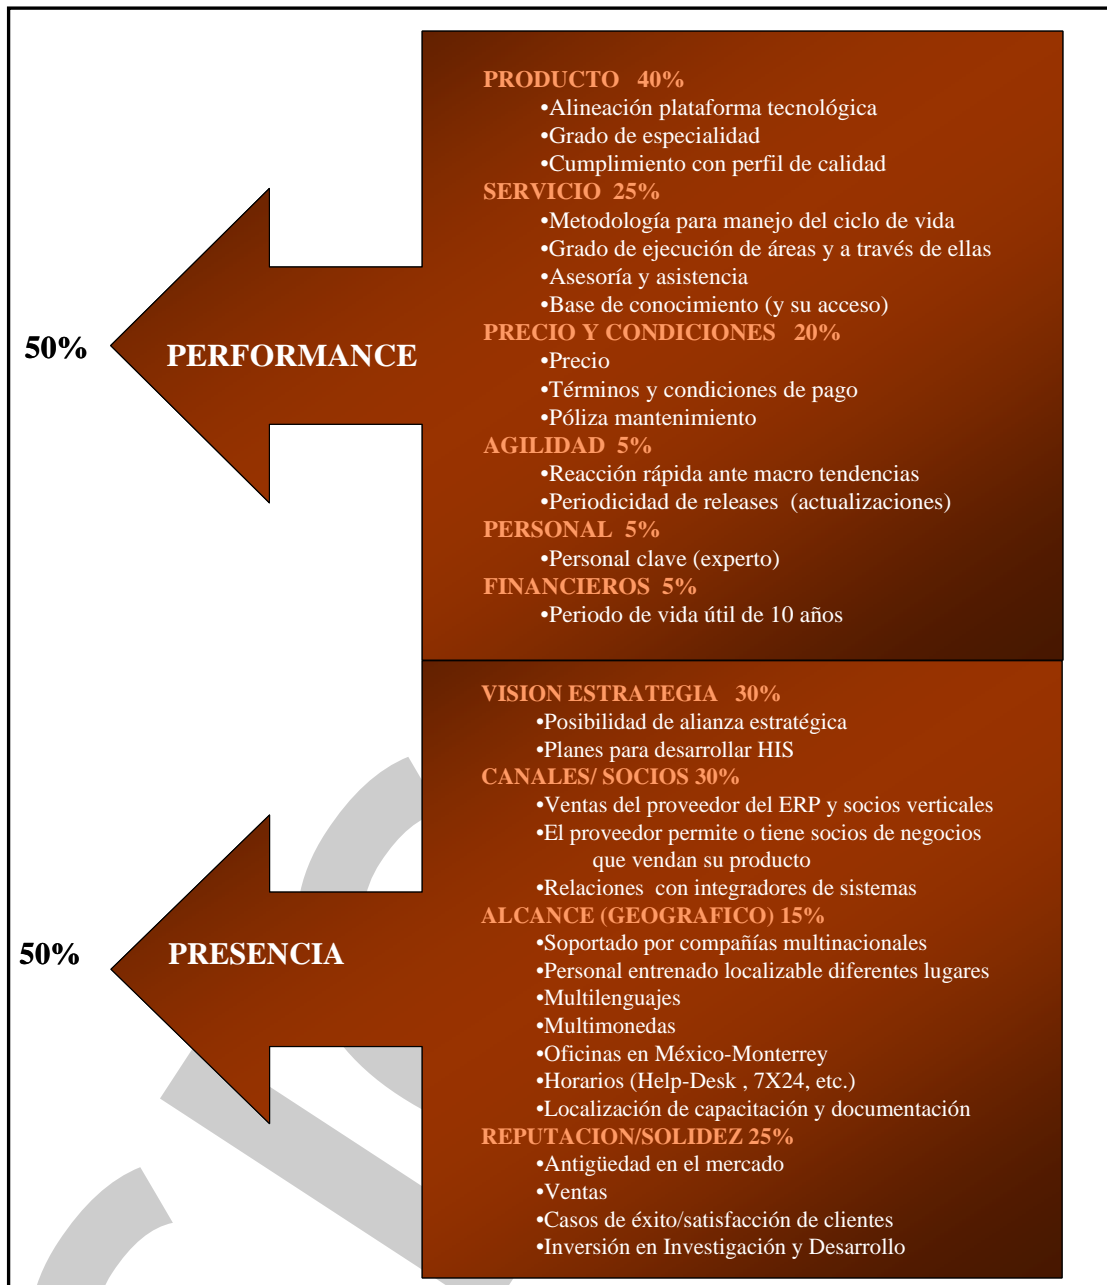 PRODUCTO 40%
•Alineación plataforma tecnológica
•Grado de especialidad
•Cumplimiento con perfil de calidad
SERVICIO 25%
•Metodología para manejo del ciclo de vida
•Grado de ejecución de áreas y a través de ellas
•Asesoría y asistencia
•Base de conocimiento (y su acceso)
PRECIO Y CONDICIONES 20%
•Precio
•Términos y condiciones de pago
•Póliza mantenimiento
AGILIDAD 5%
•Reacción rápida ante macro tendencias
•Periodicidad de releases (actualizaciones)
PERSONAL 5%
•Personal clave (experto)
FINANCIEROS 5%
•Periodo de vida útil de 10 años
50%
PERFORMANCE
VISION ESTRATEGIA 30%
•Posibilidad de alianza estratégica
•Planes para desarrollar HIS
CANALES/ SOCIOS 30%
•Ventas del proveedor del ERP y socios verticales
•El proveedor permite o tiene socios de negocios
que vendan su producto
•Relaciones con integradores de sistemas
ALCANCE (GEOGRAFICO) 15%
•Soportado por compañías multinacionales
•Personal entrenado localizable diferentes lugares
•Multilenguajes
•Multimonedas
•Oficinas en México-Monterrey
•Horarios (Help-Desk , 7X24, etc.)
•Localización de capacitación y documentación
REPUTACION/SOLIDEZ 25%
•Antigüedad en el mercado
•Ventas
•Casos de éxito/satisfacción de clientes
•Inversión en Investigación y Desarrollo
50%
PRESENCIA